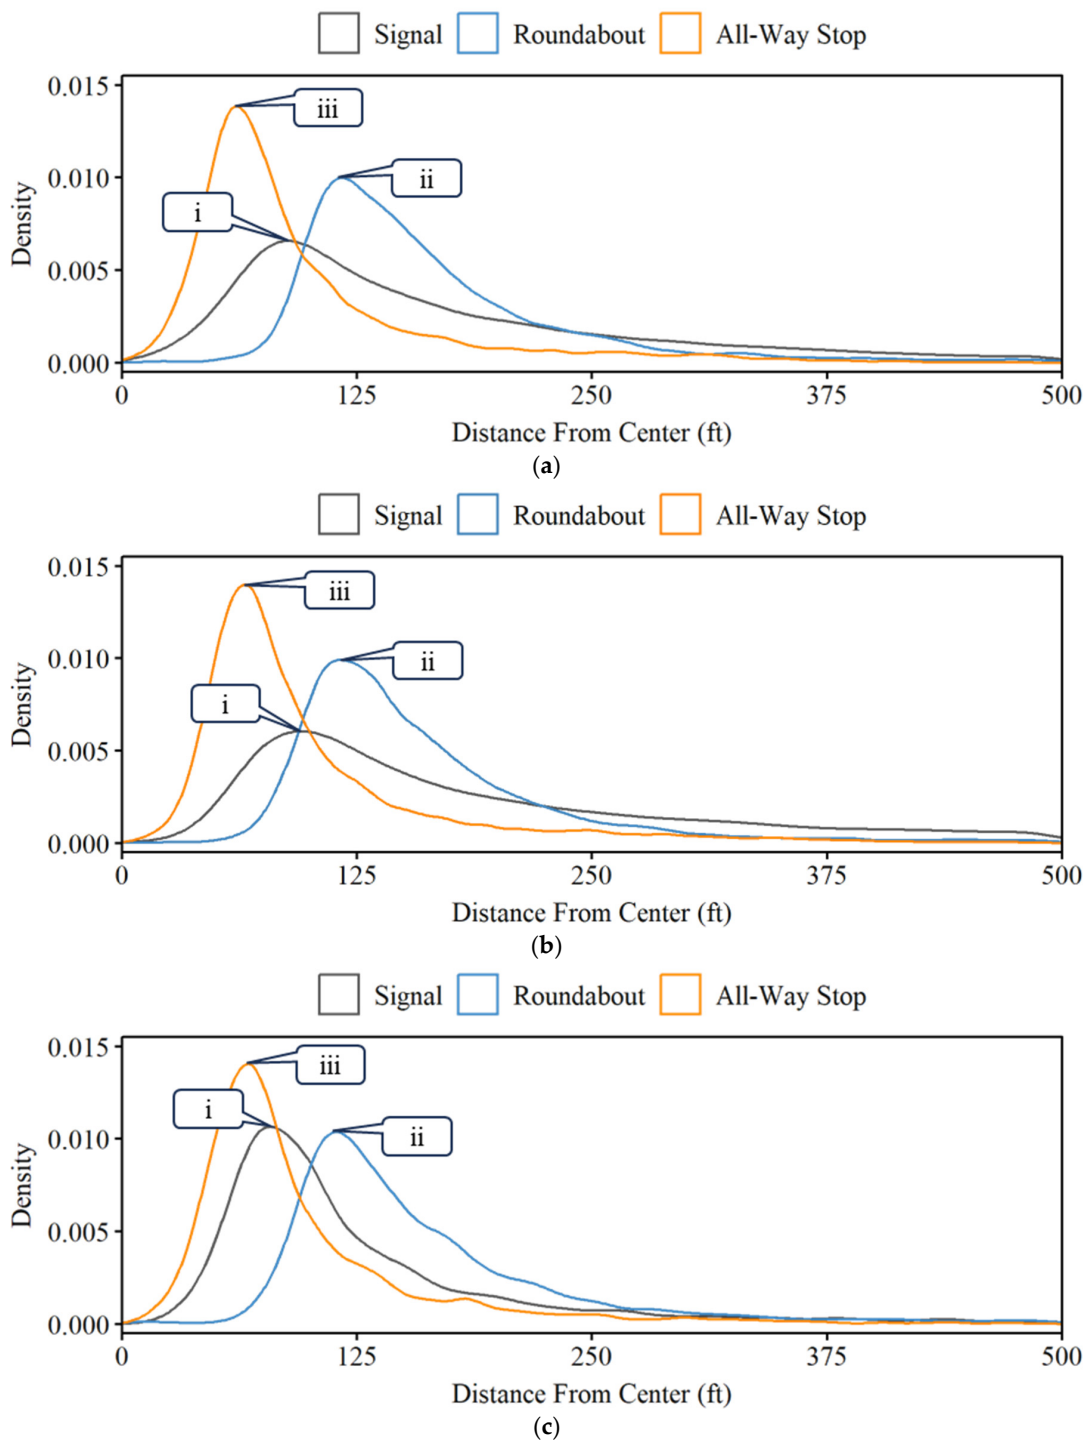 Signal Roundabout All-Way Stop
0.015
iii
ii
0.010
i
Density
0.005
0.000
0 125 250 375 500
Distance From Center (ft)
(a)
Signal Roundabout All-Way Stop
0.015
iii
ii
0.010
i
Density
0.005
0.000
0 125 250 375 500
Distance From Center (ft)
(b)
Signal Roundabout All-Way Stop
0.015
iii
i
ii
0.010
Density
0.005
0.000
0 125 250 375 500
Distance From Center (ft)
(c)